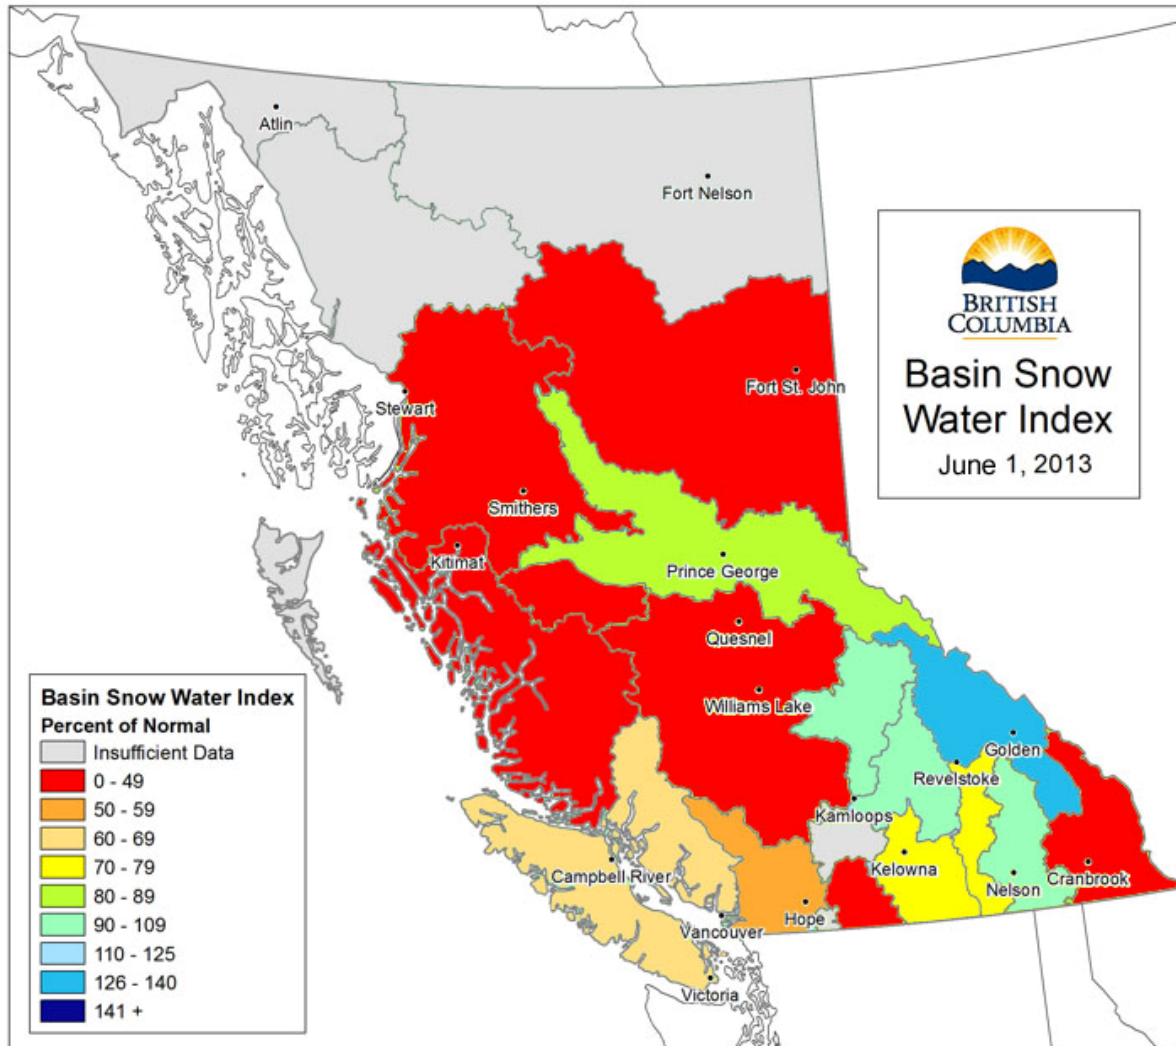 Atlin
Fort Nelson
BRITISH
COLUMBIA
Basin Snow
Water Index
June 1, 2013
Fort St. John
Stewart
Smithers
Kitimat
Prince George
Quesnel
Williams Lake
Golden
Revelstoke
Kamloops
Kelowna
Campbell River
Nelson
Cranbrook
Hope
Vancouver
Victoria
Basin Snow Water Index
Percent of Normal
Insufficient Data
0 - 49
50 - 59
60 - 69
70 - 79
80 - 89
90 - 109
110 - 125
126 - 140
141 +